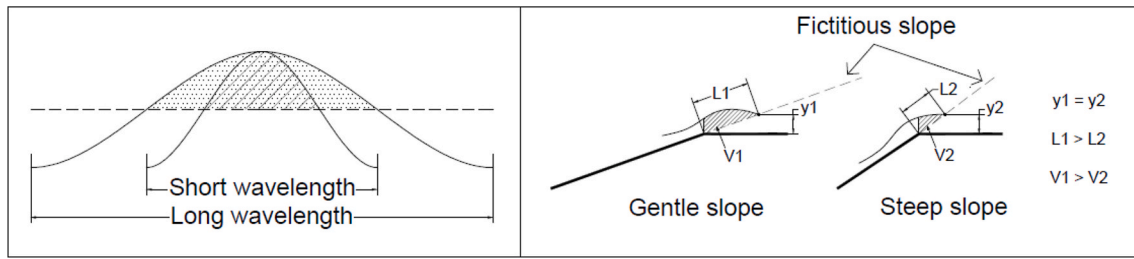 Short wavelength
Long wavelength
Fictitious slope
L1
y1
V1
Gentle slope
L2
y2
V2
Steep slope
y1 = y2
L1 > L2
V1 > V2